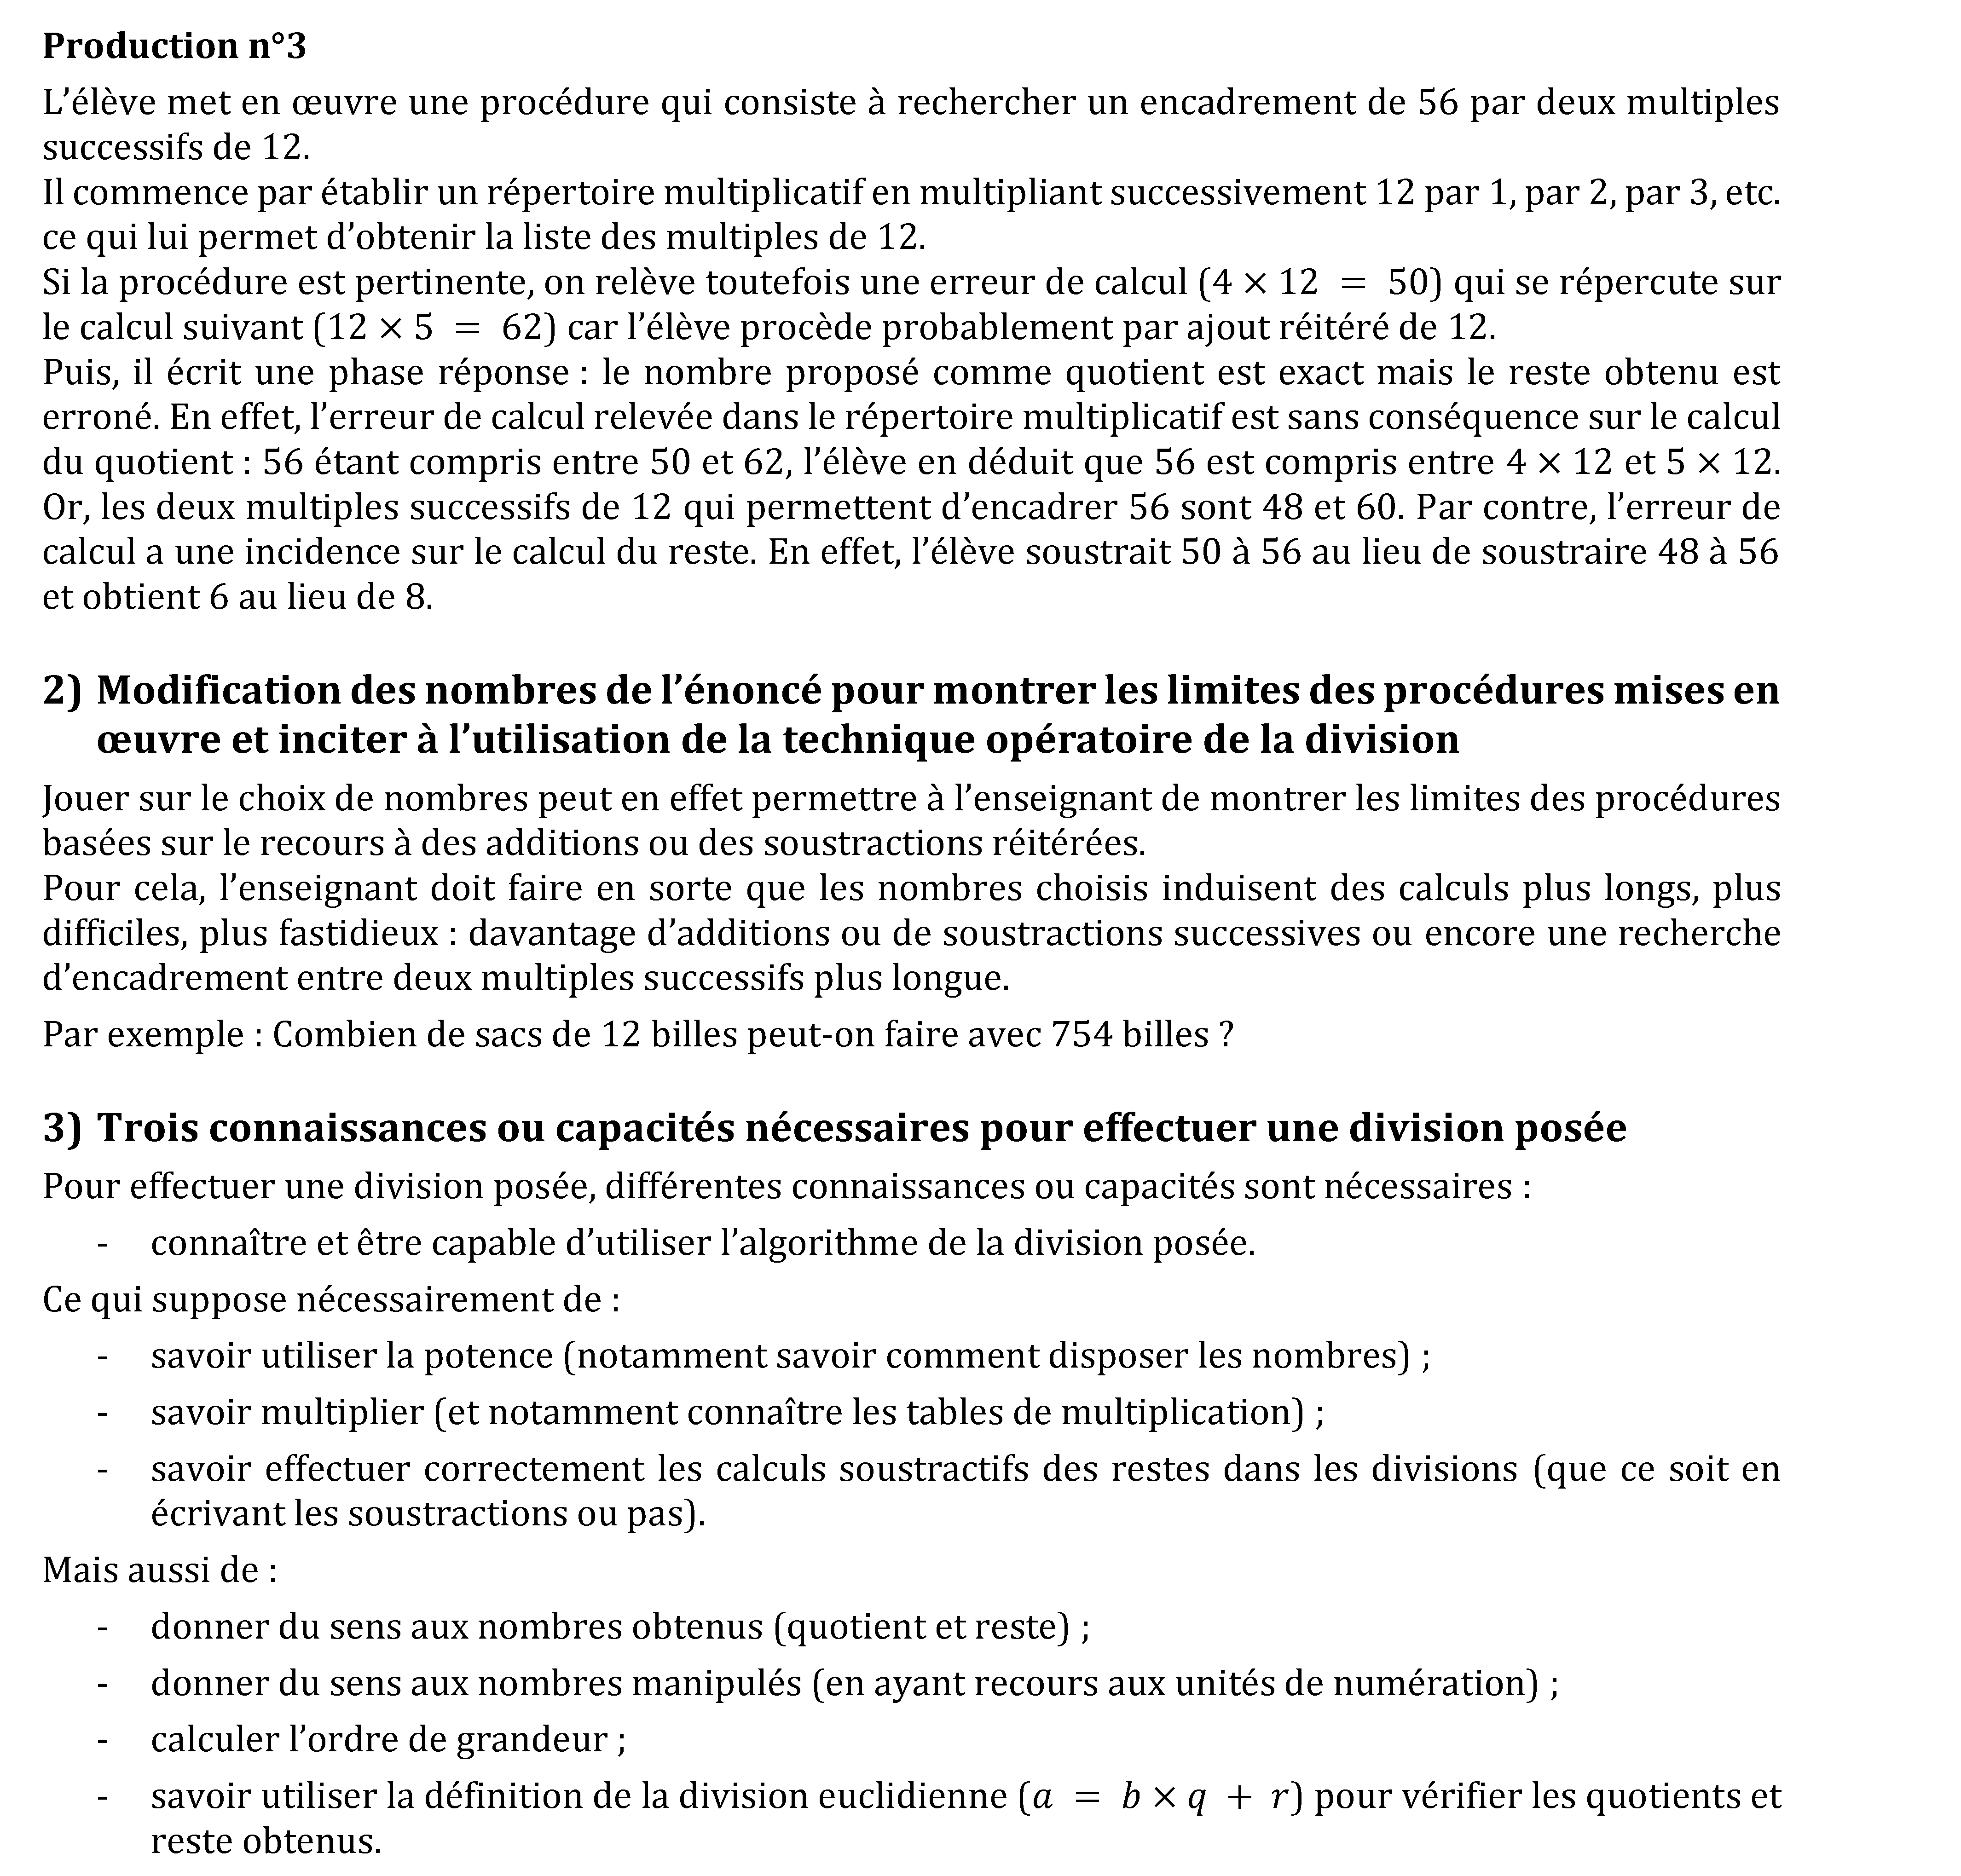 Production n°3
L'élève met en œuvre une procédure qui consiste à rechercher un encadrement de 56 par deux multiples
successifs de 12.
Il commence par établir un répertoire multiplicatif en multipliant successivement 12 par 1, par 2, par 3, etc.
ce qui lui permet d'obtenir la liste des multiples de 12.
Si la procédure est pertinente, on relève toutefois une erreur de calcul (4 × 12 = 50) qui se répercute sur
le calcul suivant (12 × 5 = 62) car l'élève procède probablement par ajout réitéré de 12.
Puis, il écrit une phase réponse : le nombre proposé comme quotient est exact mais le reste obtenu est
erroné. En effet, l'erreur de calcul relevée dans le répertoire multiplicatif est sans conséquence sur le calcul
du quotient : 56 étant compris entre 50 et 62, l'élève en déduit que 56 est compris entre 4 × 12 et 5 × 12.
Or, les deux multiples successifs de 12 qui permettent d'encadrer 56 sont 48 et 60. Par contre, l'erreur de
calcul a une incidence sur le calcul du reste. En effet, l'élève soustrait 50 à 56 au lieu de soustraire 48 à 56
et obtient 6 au lieu de 8.
2) Modification des nombres de l'énoncé pour montrer les limites des procédures mises en
œuvre et inciter à l'utilisation de la technique opératoire de la division
Jouer sur le choix de nombres peut en effet permettre à l'enseignant de montrer les limites des procédures
basées sur le recours à des additions ou des soustractions réitérées.
Pour cela, l'enseignant doit faire en sorte que les nombres choisis induisent des calculs plus longs, plus
difficiles, plus fastidieux : davantage d'additions ou de soustractions successives ou encore une recherche
d'encadrement entre deux multiples successifs plus longue.
Par exemple : Combien de sacs de 12 billes peut-on faire avec 754 billes ?
3) Trois connaissances ou capacités nécessaires pour effectuer une division posée
Pour effectuer une division posée, différentes connaissances ou capacités sont nécessaires :
- connaître et être capable d'utiliser l'algorithme de la division posée.
Ce qui suppose nécessairement de :
- savoir utiliser la potence (notamment savoir comment disposer les nombres) ;
- savoir multiplier (et notamment connaître les tables de multiplication) ;
- savoir effectuer correctement les calculs soustractifs des restes dans les divisions (que ce soit en
écrivant les soustractions ou pas).
Mais aussi de :
- donner du sens aux nombres obtenus (quotient et reste) ;
- donner du sens aux nombres manipulés (en ayant recours aux unités de numération) ;
- calculer l'ordre de grandeur ;
- savoir utiliser la définition de la division euclidienne (a = b × q + r) pour vérifier les quotients et
reste obtenus.